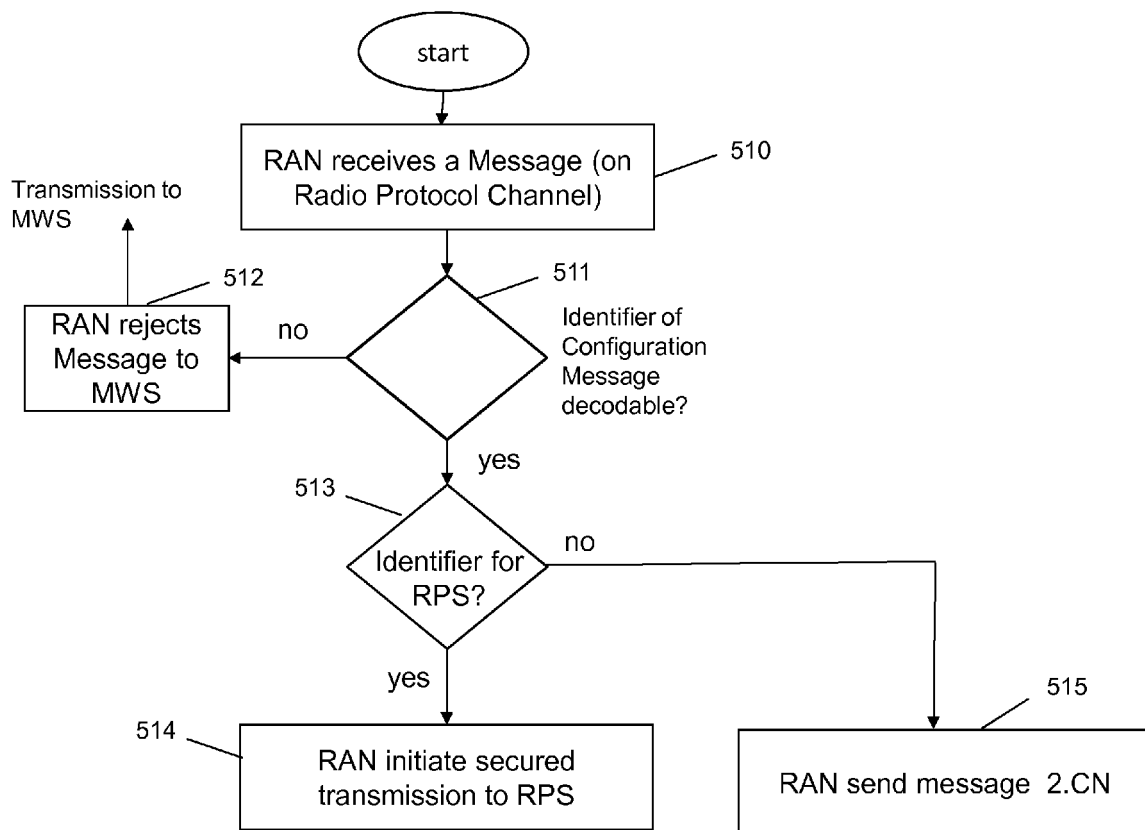 start
RAN receives a Message (on
Radio Protocol Channel)
510
Transmission to
MWS
512
511
RAN rejects
Message to
MWS
no
Identifier of
Configuration
Message
decodable?
yes
513
Identifier for
RPS?
no
yes
514
515
RAN initiate secured
transmission to RPS
RAN send message 2.CN